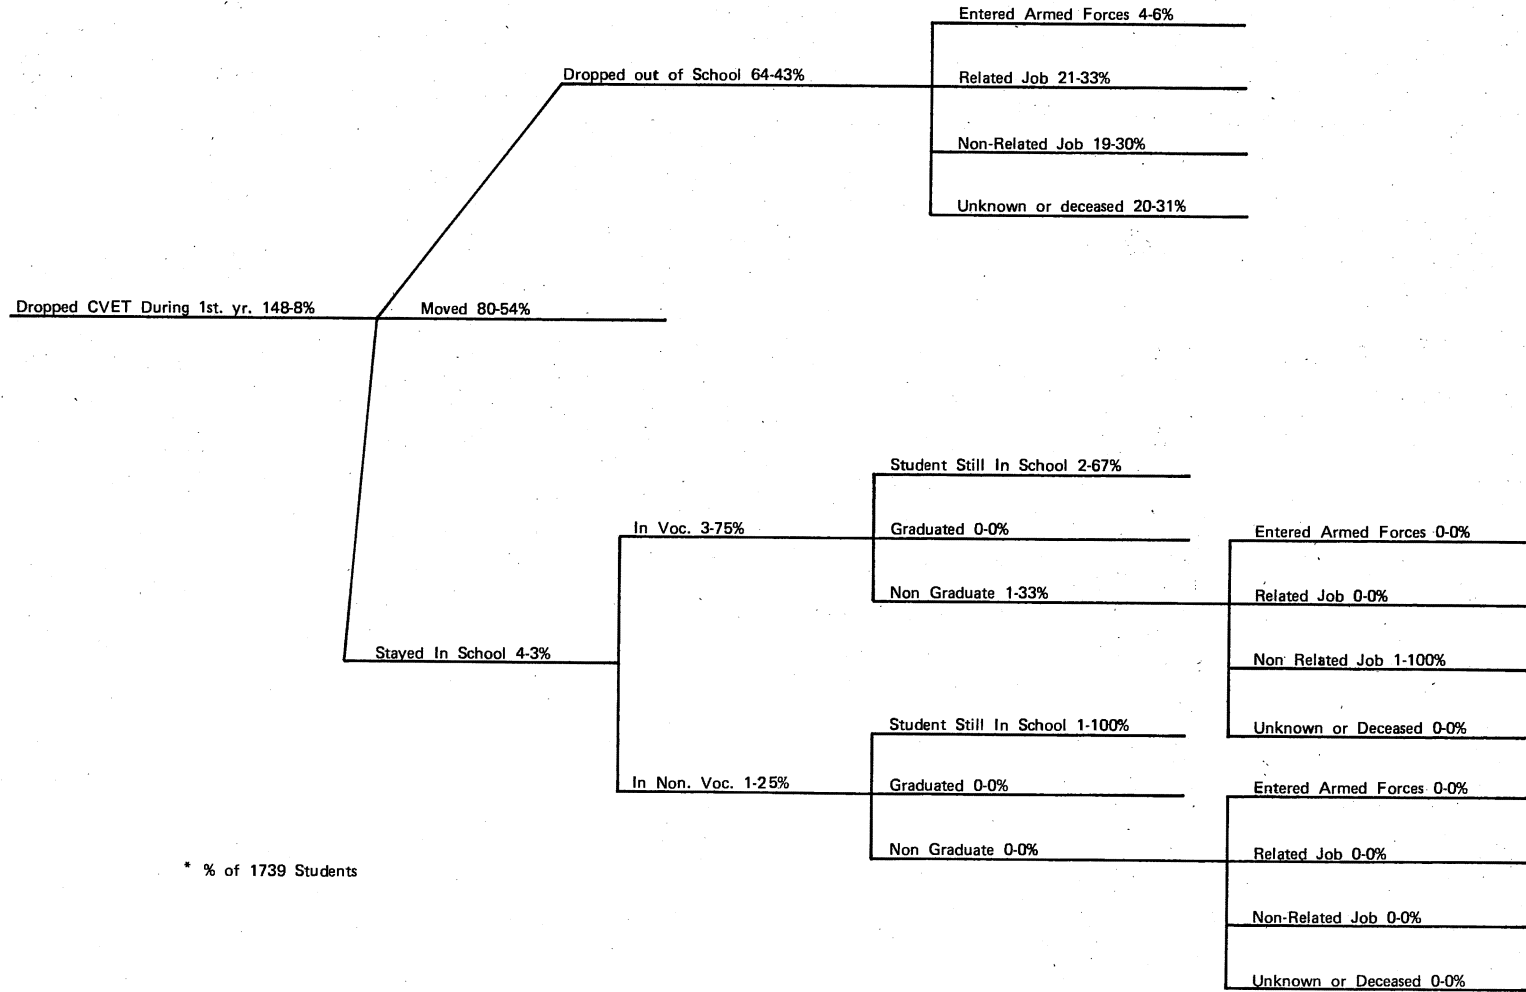 Entered Armed Forces 4-6%
Dropped out of School 64-43%
Related Job 21-33%
Non-Related Job 19-30%
Unknown or deceased 20-31%
Dropped CVET During 1st. yr. 148-8%
Moved 80-54%
Student Still In School 2-67%
In Voc. 3-75%
Graduated 0-0%
Entered Armed Forces 0-0%
Non Graduate 1-33%
Related Job 0-0%
Stayed In School 4-3%
Non Related Job 1-100%
Student Still In School 1-100%
Unknown or Deceased 0-0%
In Non. Voc. 1-25%
Graduated 0-0%
Entered Armed Forces 0-0%
Non Graduate 0-0%
Related Job 0-0%
* % of 1739 Students
Non-Related Job 0-0%
Unknown or Deceased 0-0%